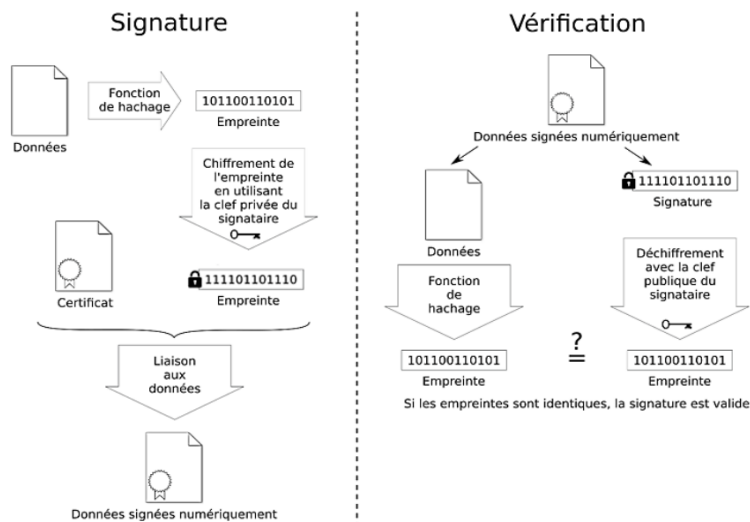 Signature
Fonction
de hachage
101100110101
Empreinte
Données
Chiffrement de
l'empreinte
en utilisant
la clef privée du
signataire
Certificat
111101101110
Empreinte
Liaison
aux
données
Données signées numériquement
Vérification
Données signées numériquement
Données
111101101110
Signature
Fonction
de
hachage
Déchiffrement
avec la clef
publique du
signataire
101100110101
Empreinte
?
=
101100110101
Empreinte
Si les empreintes sont identiques, la signature est valide